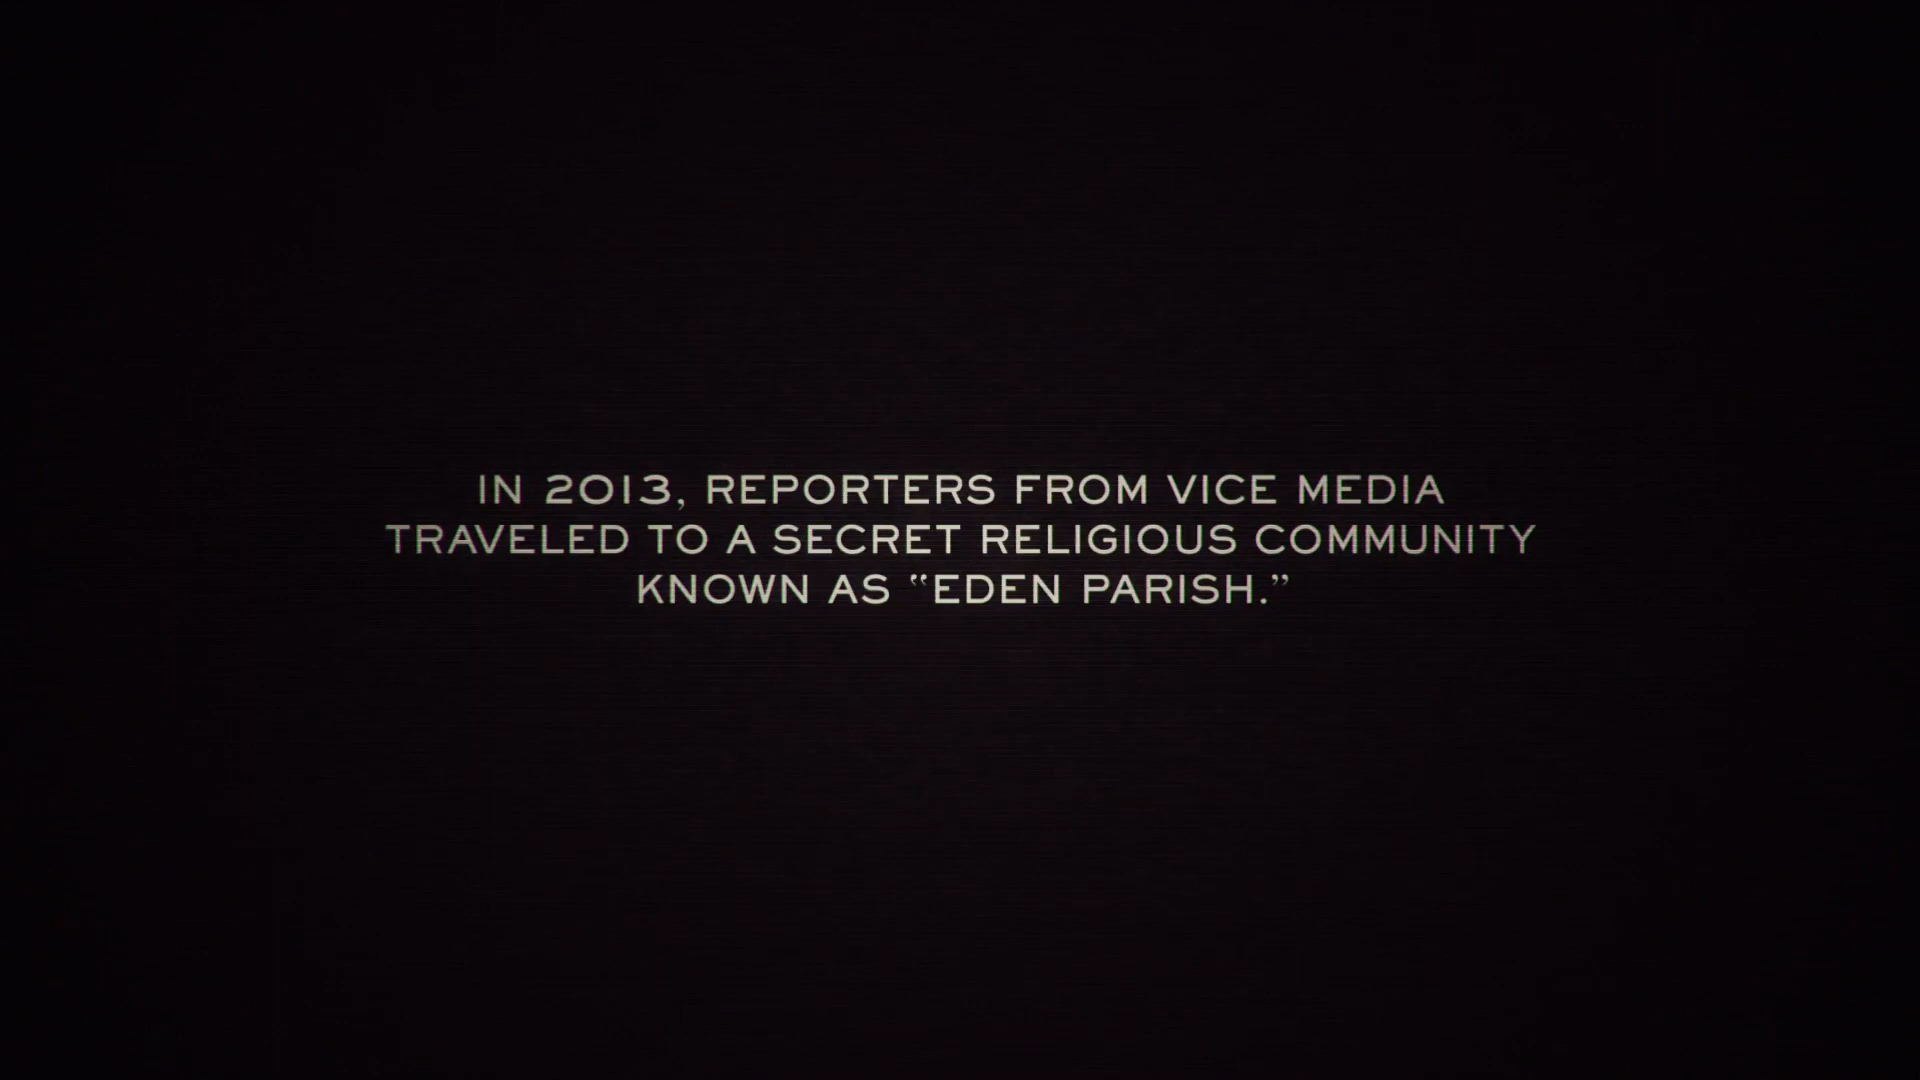 IN 2013, REPORTERS FROM VICE MEDIA
TRAVELED TO A SECRET RELIGIOUS COMMUNITY
KNOWN AS “EDEN PARISH.”